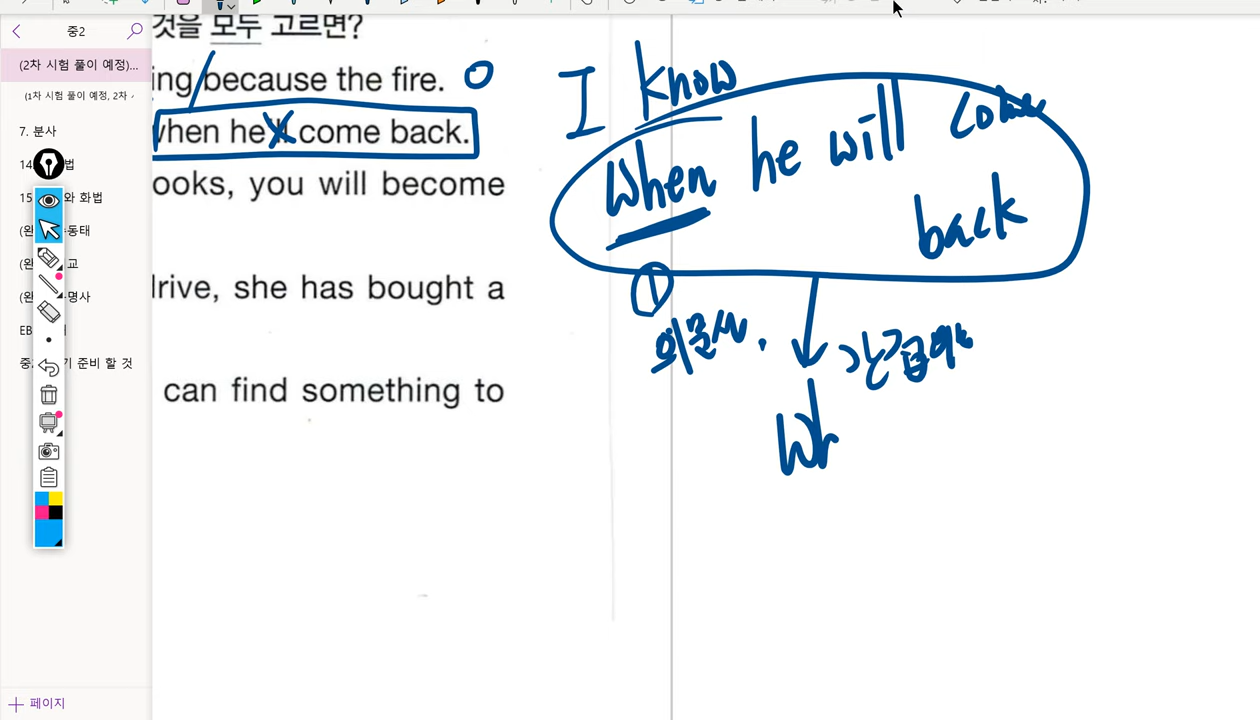 중2
(2차 시험 풀이 예정)...
(1차 시험 풀이 예정, 2차
7. 분사
14 법
15 와 화법
(완 동태
(완 교
(완 명사
EB
중2 기 준비 할 것
페이지
것을 모두 고르면?
ing because the fire.
when he'll come back.
ooks, you will become
drive, she has bought a
can find something to
I know
when he will come
back
①
의문사.
간접의
Wh